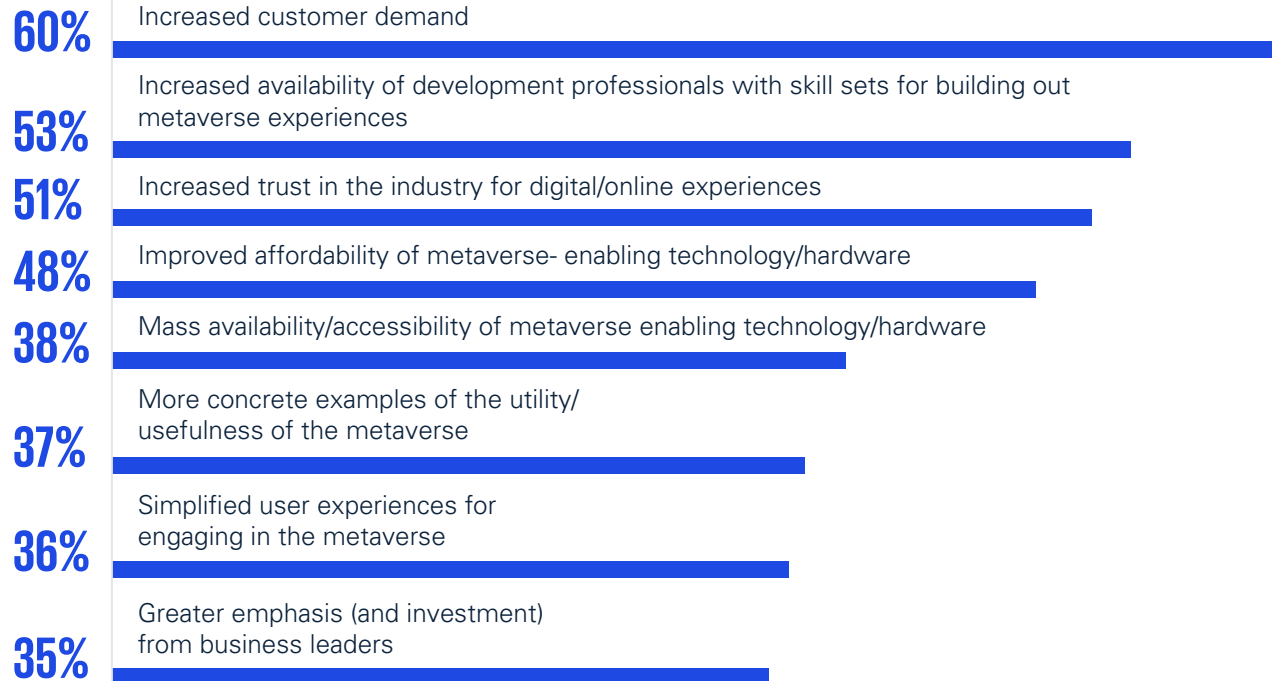 60%
Increased customer demand
Increased availability of development professionals with skill sets for building out
53%
metaverse experiences
51%
Increased trust in the industry for digital/online experiences
48%
Improved affordability of metaverse- enabling technology/hardware
38%
Mass availability/accessibility of metaverse enabling technology/hardware
More concrete examples of the utility/
37%
usefulness of the metaverse
Simplified user experiences for
36%
engaging in the metaverse
Greater emphasis (and investment)
35%
from business leaders